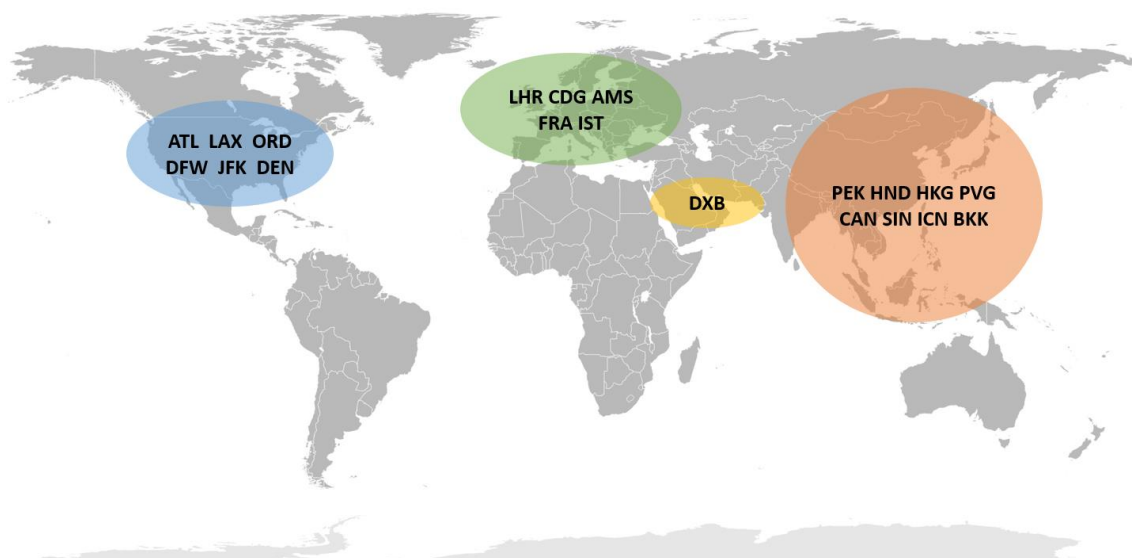 ATL LAX ORD
DFW JFK DEN
LHR CDG AMS
FRA IST
DXB
PEK HND HKG PVG
CAN SIN ICN BKK